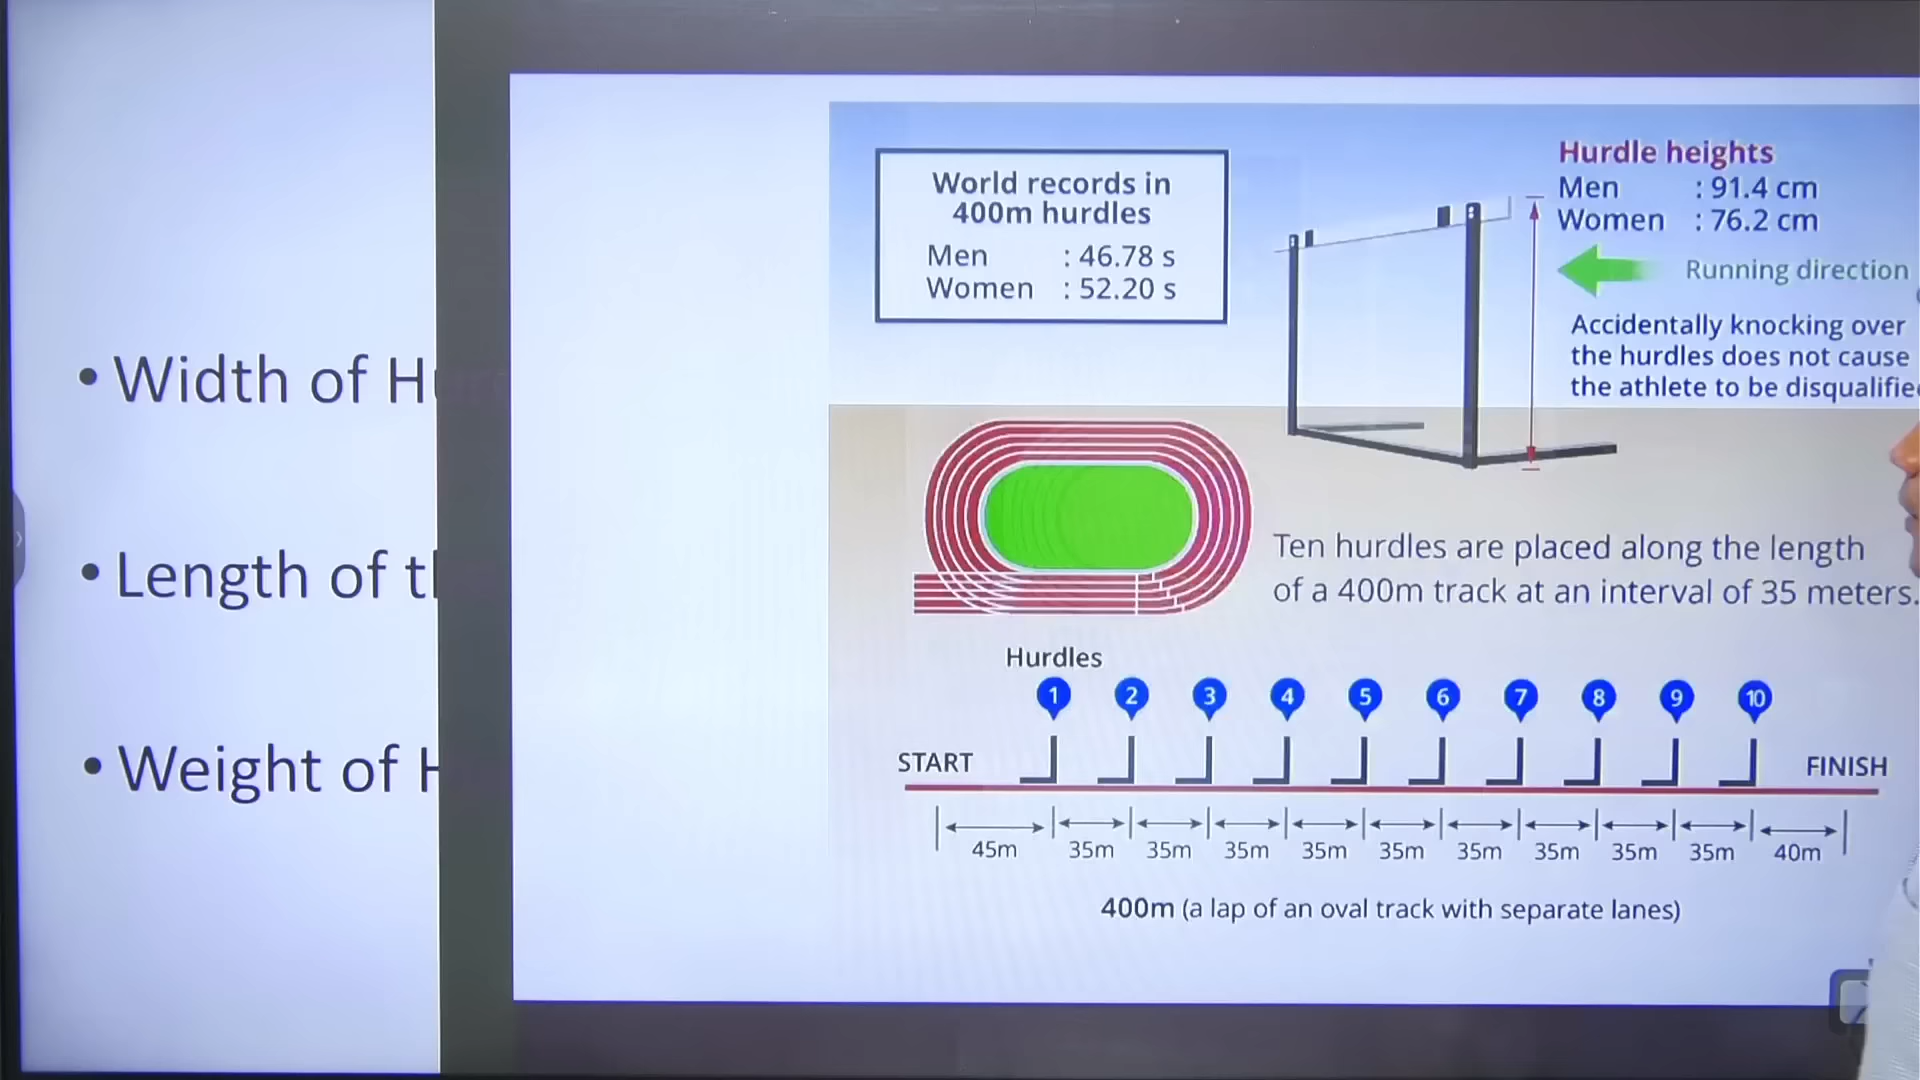 • Width of
• Length of
• Weight of
World records in
400m hurdles
Men : 46.78 s
Women : 52.20 s
Hurdle heights
Men : 91.4 cm
Women : 76.2 cm
Running direction
Accidentally knocking over
the hurdles does not cause
the athlete to be
Ten hurdles are placed along the length
of a 400m track at an interval of 35 meters.
Hurdles
1 2 3 4 5 6 7 8 9 10
START FINISH
45m 35m 35m 35m 35m 35m 35m 35m 35m 35m 40m
400m (a lap of an oval track with separate lanes)